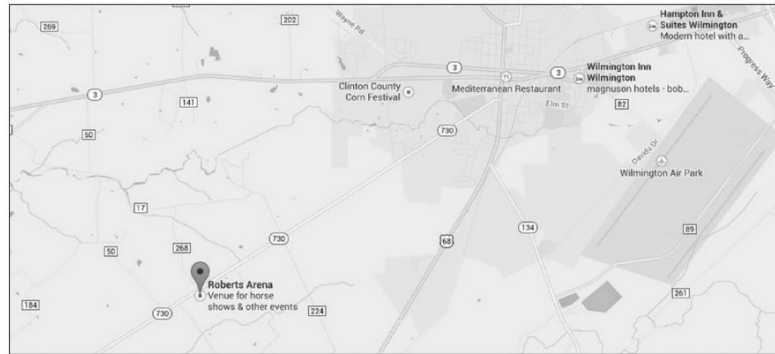 269
202
Wayne Rd
Hampton Inn &
Suites Wilmington
Modern hotel with a...
Progress Way
3
3
Wilmington Inn
Wilmington
magnuson hotels · bob...
Clinton County
Corn Festival
Mediterranean Restaurant
3
141
Elm St
82
50
730
Davids Dr
Wilmington Air Park
17
50
268
730
68
134
89
Roberts Arena
Venue for horse
shows & other events
184
730
224
261